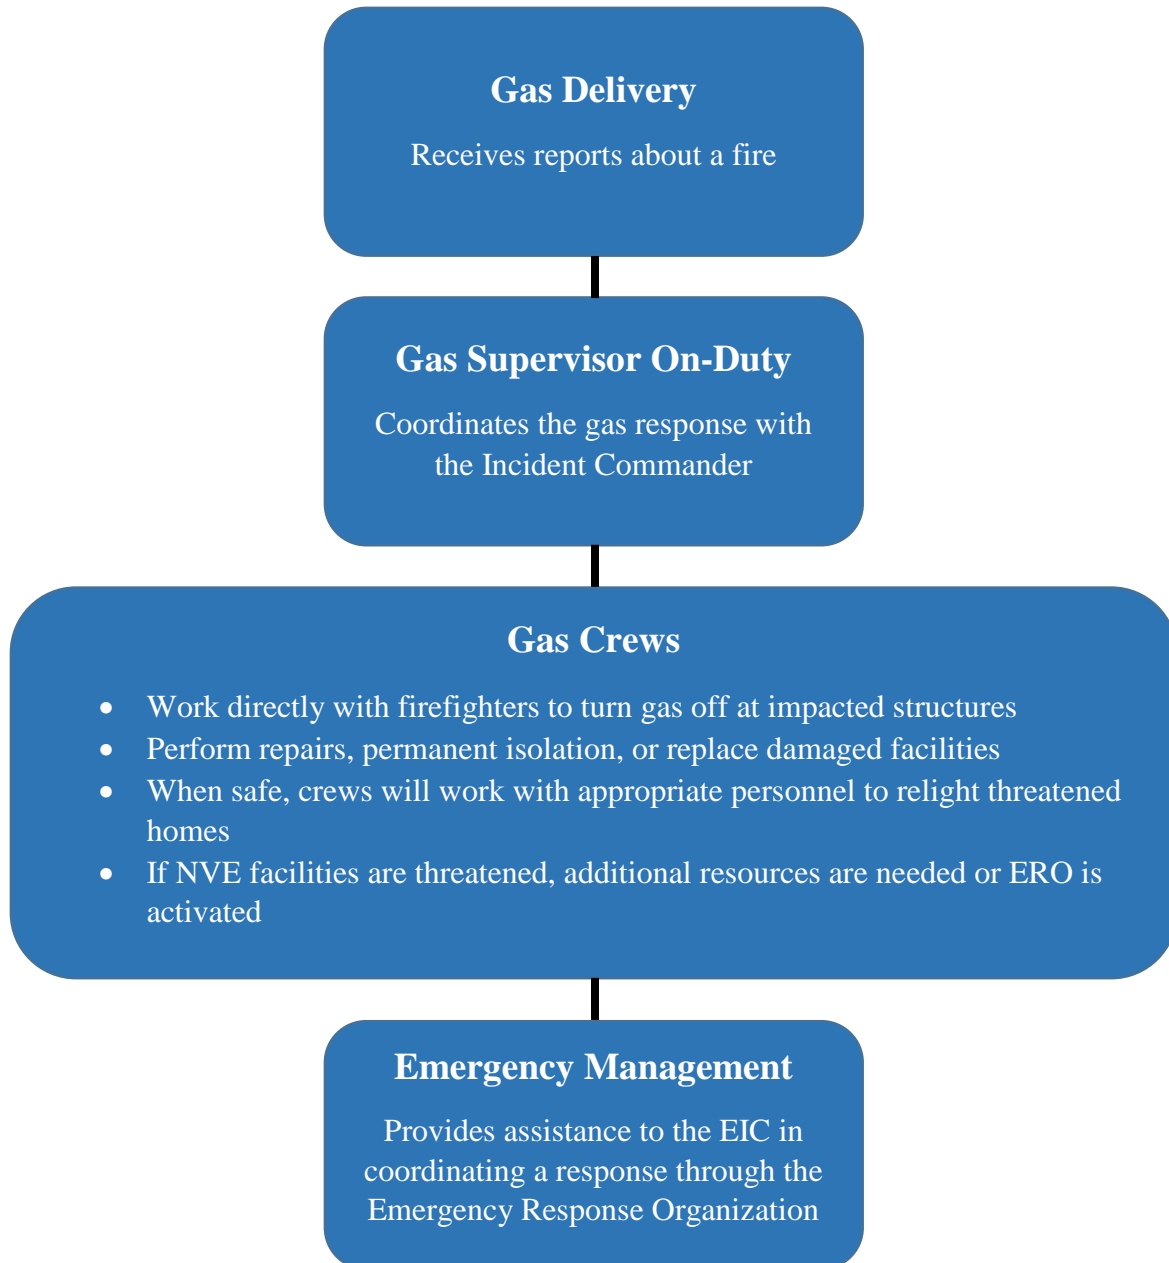 Gas Delivery
Receives reports about a fire
Gas Supervisor On-Duty
Coordinates the gas response with
the Incident Commander
Gas Crews
• Work directly with firefighters to turn gas off at impacted structures
• Perform repairs, permanent isolation, or replace damaged facilities
• When safe, crews will work with appropriate personnel to relight threatened
homes
• If NVE facilities are threatened, additional resources are needed or ERO is
activated
Emergency Management
Provides assistance to the EIC in
coordinating a response through the
Emergency Response Organization